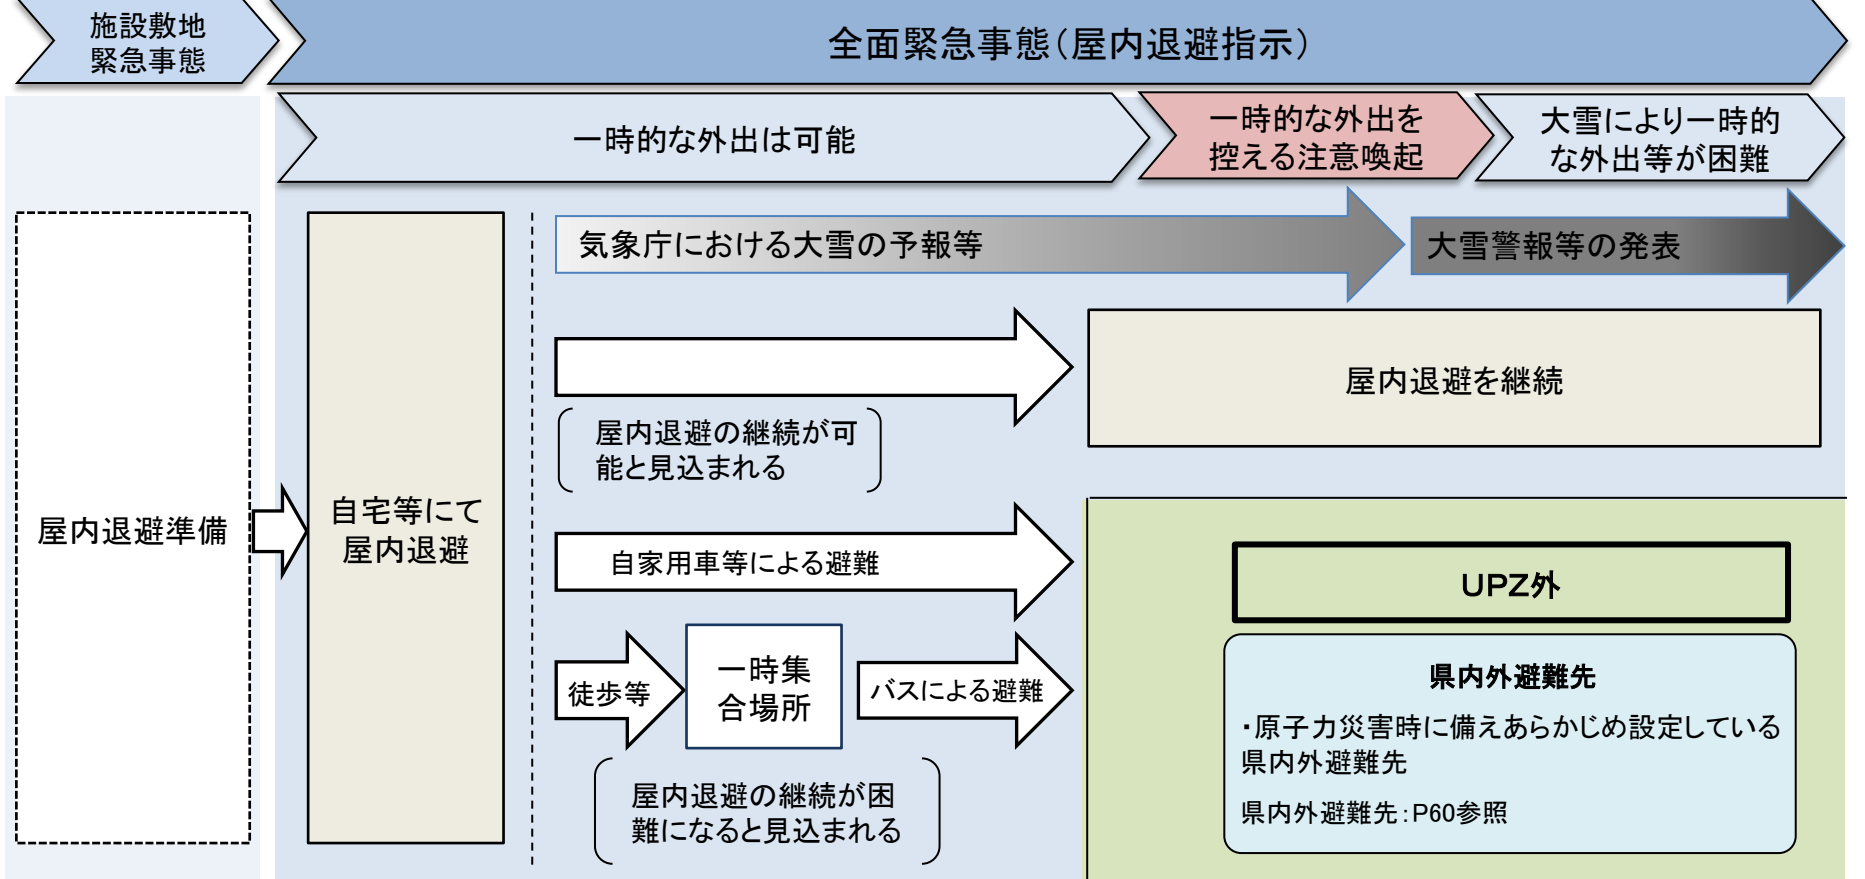 施設敷地
緊急事態
全面緊急事態(屋内退避指示)
一時的な外出は可能
一時的な外出を
控える注意喚起
大雪により一時的
な外出等が困難
気象庁における大雪の予報等
大雪警報等の発表
屋内退避準備
自宅等にて
屋内退避
屋内退避の継続が可
能と見込まれる
屋内退避を継続
自家用車等による避難
徒歩等
一時集
合場所
バスによる避難
屋内退避の継続が困
難になると見込まれる
UPZ外
県内外避難先
・原子力災害時に備えあらかじめ設定している
県内外避難先
県内外避難先:P60参照